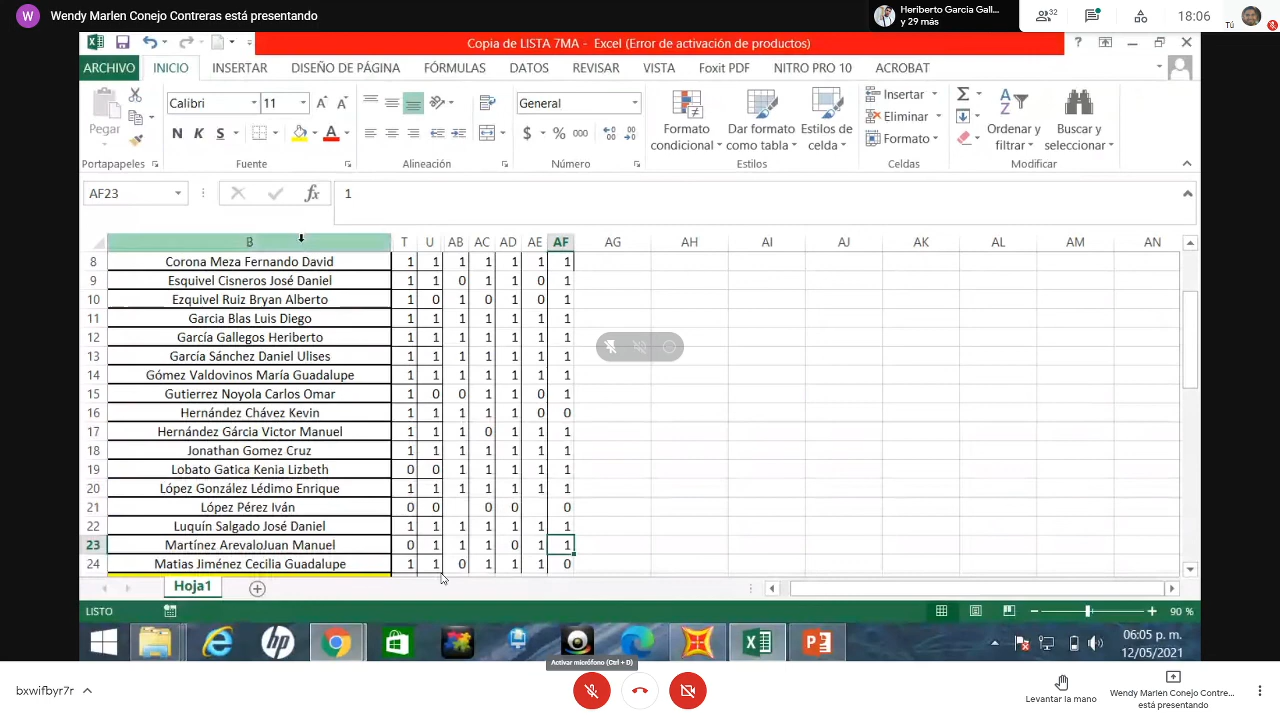 W Wendy Marlen Conejo Contreras está presentando
Heriberto García Gall...
y 29 más
32
18:06
Tú
Copia de LISTA 7MA - Excel (Error de activación de productos)
ARCHIVO INICIO INSERTAR DISEÑO DE PÁGINA FÓRMULAS DATOS REVISAR VISTA Foxit PDF NITRO PRO 10 ACROBAT
Pegar
Calibri 11
N K S
General
$ % 000
Formato condicional
Dar formato como tabla
Estilos de celda
Insertar
Eliminar
Formato
Ordenar y filtrar
Buscar y seleccionar
Portapapeles Fuente Alineación Número Estilos Celdas Modificar
AF23 fx 1
B T U AB AC AD AE AF AG AH AI AJ AK AL AM AN
8 Corona Meza Fernando David 1 1 1 1 1 1 1
9 Esquivel Cisneros José Daniel 1 1 0 1 1 0 1
10 Ezquivel Ruiz Bryan Alberto 1 0 1 0 1 0 1
11 Garcia Blas Luis Diego 1 1 1 1 1 1 1
12 García Gallegos Heriberto 1 1 1 1 1 1 1
13 García Sánchez Daniel Ulises 1 1 1 1 1 1 1
14 Gómez Valdovinos María Guadalupe 1 1 1 1 1 1 1
15 Gutierrez Noyola Carlos Omar 1 0 0 1 1 0 1
16 Hernández Chávez Kevin 1 1 1 1 1 0 0
17 Hernández Gárcia Victor Manuel 1 1 1 0 1 1 1
18 Jonathan Gomez Cruz 1 1 1 1 1 1 1
19 Lobato Gatica Kenia Lizbeth 0 0 1 1 1 1 1
20 López González Lédimo Enrique 1 1 1 1 1 1 1
21 López Pérez Iván 0 0 0 0 0
22 Luquín Salgado José Daniel 1 1 1 1 1 1 1
23 Martínez ArevaloJuan Manuel 0 1 1 1 0 1 1
24 Matias Jiménez Cecilia Guadalupe 1 1 0 1 1 1 0
Hoja1
LISTO 90 %
06:05 p. m.
12/05/2021
Activar micrófono (Ctrl + D)
bxwifbyr7r
Levantar la mano
Wendy Marlen Conejo Contre...
está presentando